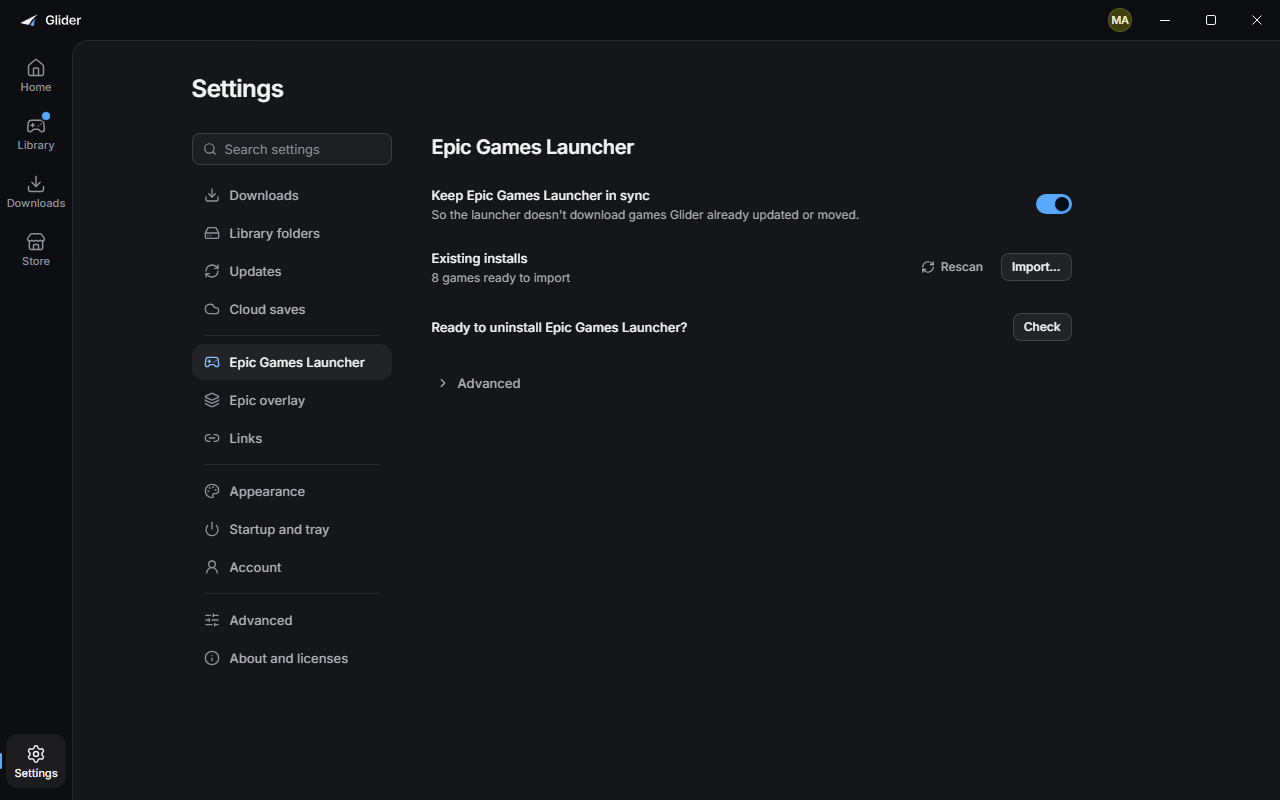 Glider
MA
Home
Library
Downloads
Store
Settings
Settings
Search settings
Downloads
Library folders
Updates
Cloud saves
Epic Games Launcher
Epic overlay
Links
Appearance
Startup and tray
Account
Advanced
About and licenses
Epic Games Launcher
Keep Epic Games Launcher in sync
So the launcher doesn't download games Glider already updated or moved.
Existing installs
8 games ready to import
Rescan
Import...
Ready to uninstall Epic Games Launcher?
Check
Advanced